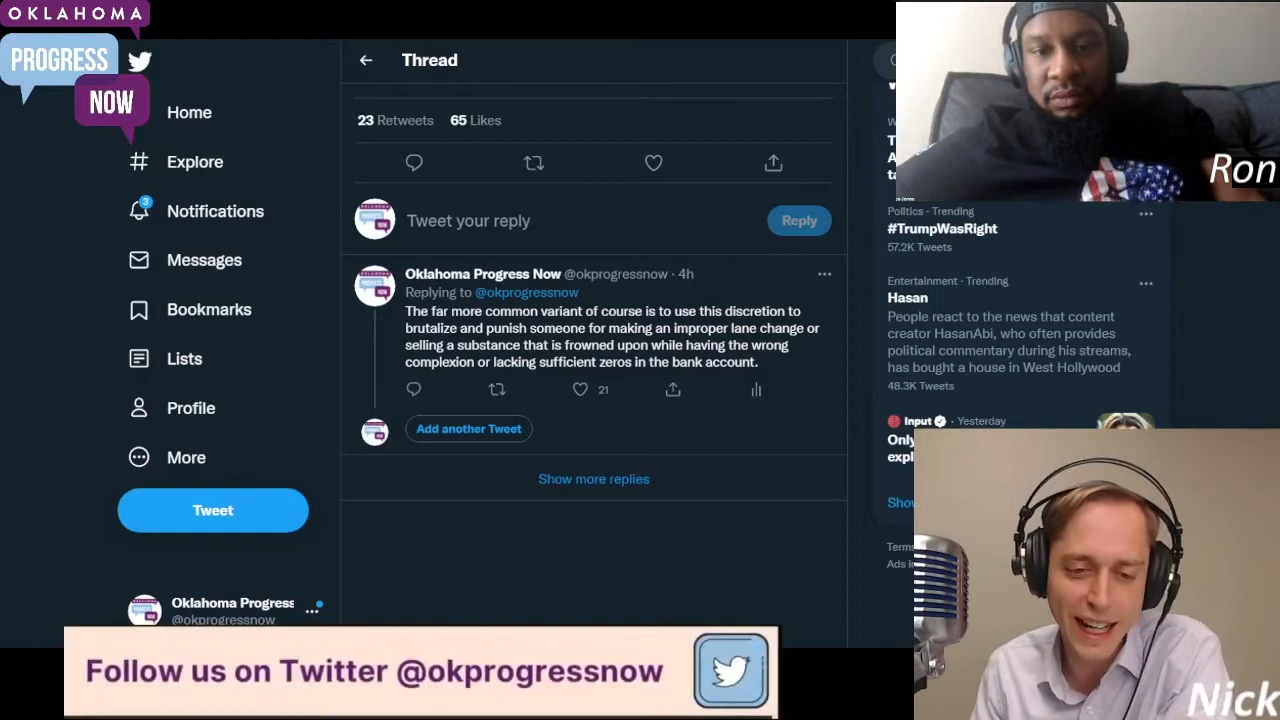 OKLAHOMA
PROGRESS
NOW
Home
Explore
3
Notifications
Messages
Bookmarks
Lists
Profile
More
Tweet
Oklahoma Progress
@okprogressnow
Thread
23 Retweets 65 Likes
Tweet your reply
Reply
Oklahoma Progress Now @okprogressnow · 4h
Replying to @okprogressnow
The far more common variant of course is to use this discretion to
brutalize and punish someone for making an improper lane change or
selling a substance that is frowned upon while having the wrong
complexion or lacking sufficient zeros in the bank account.
21
Add another Tweet
Show more replies
Ron
Politics · Trending
#TrumpWasRight
57.2K Tweets
Entertainment · Trending
Hasan
People react to the news that content
creator HasanAbi, who often provides
political commentary during his streams,
has bought a house in West Hollywood
48.3K Tweets
Input · Yesterday
Nick
Follow us on Twitter @okprogressnow